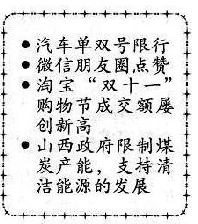 ●汽车单双号限行
●微信朋友圈点赞
●淘宝“双十一”
购物节成交额屡
创新高
●山西政府限制煤
炭产能，支持清
洁能源的发展